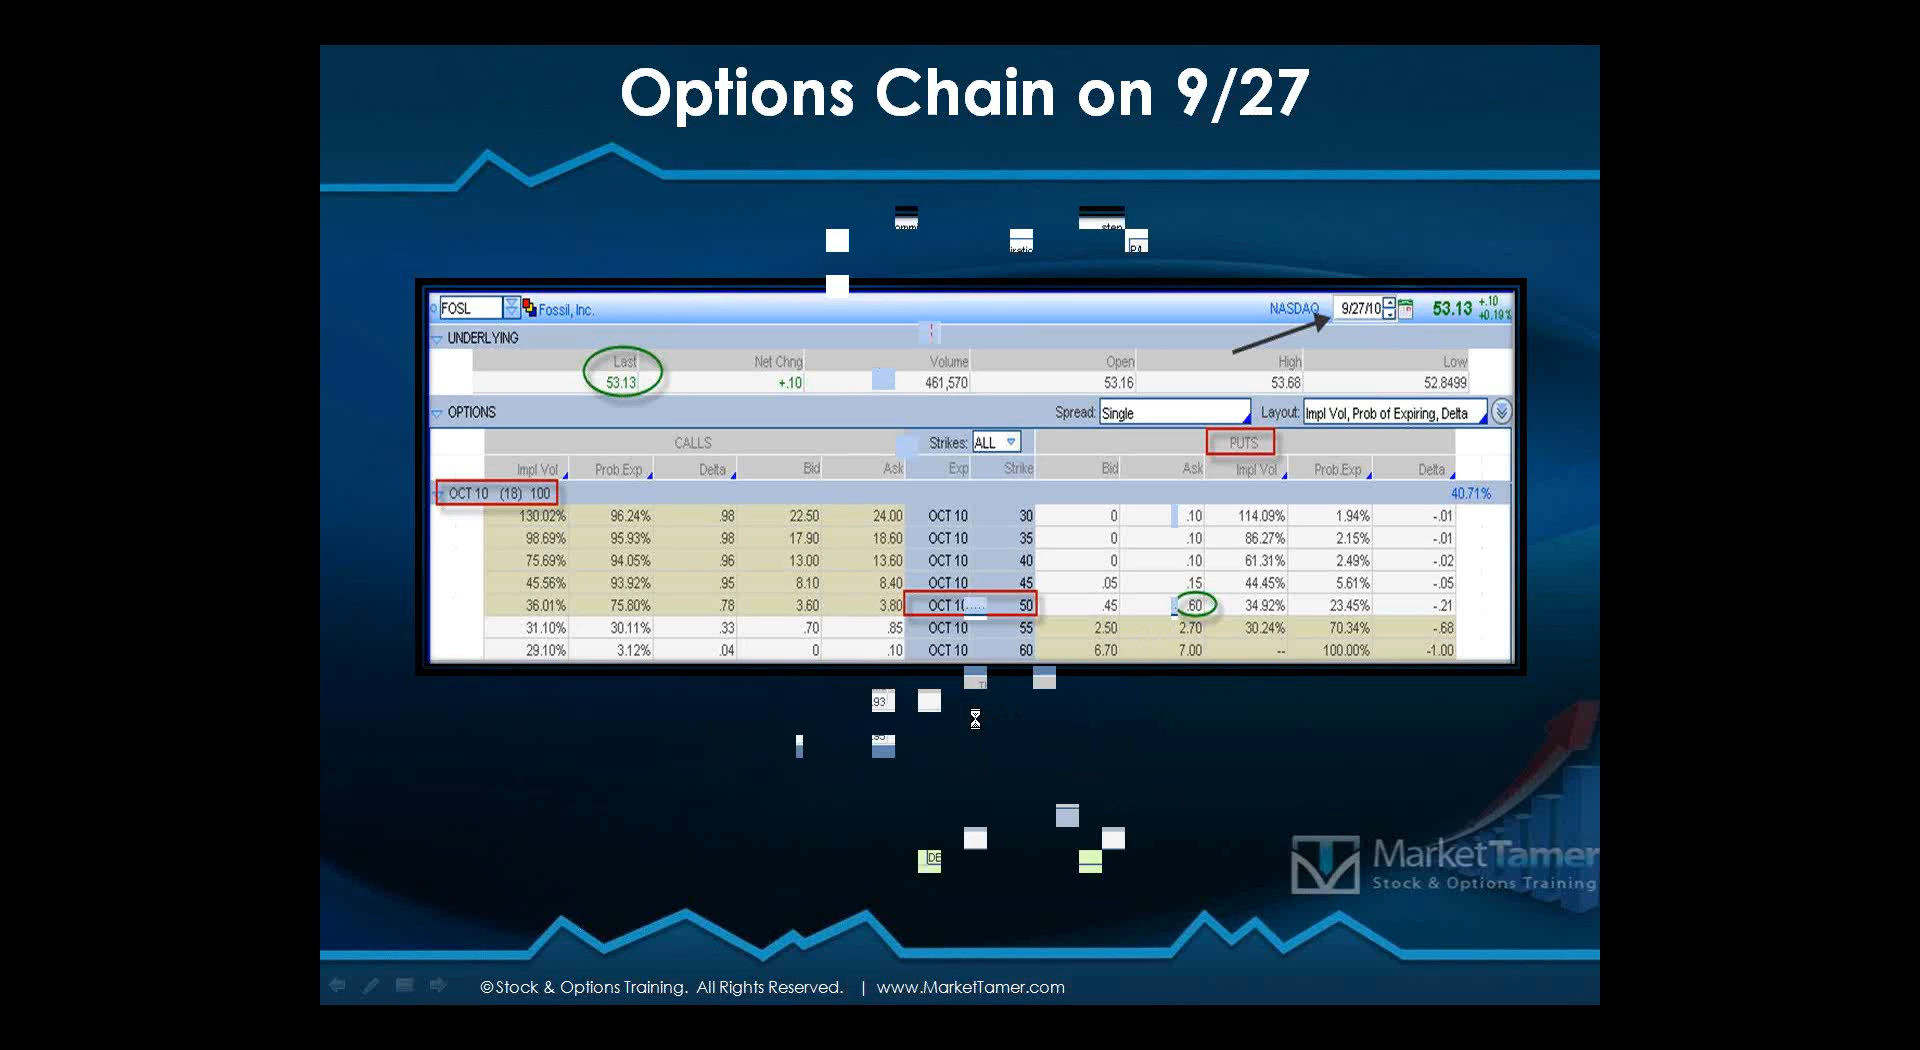 Options Chain on 9/27
omm
step
iratio
FOSL Fossil, Inc. NASDAQ 9/27/10 53.13 +.10 +0.19%
UNDERLYING
Last Net Chng Volume Open High Low
53.13 +.10 461,570 53.16 53.68 52.8499
OPTIONS Spread: Single Layout: Impl Vol, Prob of Expiring, Delta
CALLS Strikes: ALL PUTS
Impl Vol Prob.Exp Delta Bid Ask Exp Strike Bid Ask Impl Vol Prob.Exp Delta
OCT 10 (18) 100 40.71%
130.02% 96.24% .98 22.50 24.00 OCT 10 30 0 .10 114.09% 1.94% -.01
98.69% 95.93% .98 17.90 18.60 OCT 10 35 0 .10 86.27% 2.15% -.01
75.69% 94.05% .96 13.00 13.60 OCT 10 40 0 .10 61.31% 2.49% -.02
45.56% 93.92% .95 8.10 8.40 OCT 10 45 .05 .15 44.45% 5.61% -.05
36.01% 75.80% .78 3.60 3.80 OCT 1 50 .45 60 34.92% 23.45% -.21
31.10% 30.11% .33 .70 .85 OCT 10 55 2.50 2.70 30.24% 70.34% -.68
29.10% 3.12% .04 0 .10 OCT 10 60 6.70 7.00 -- 100.00% -1.00
.93
DE
MarketTamer
Stock & Options Training
©Stock & Options Training. All Rights Reserved. | www.MarketTamer.com